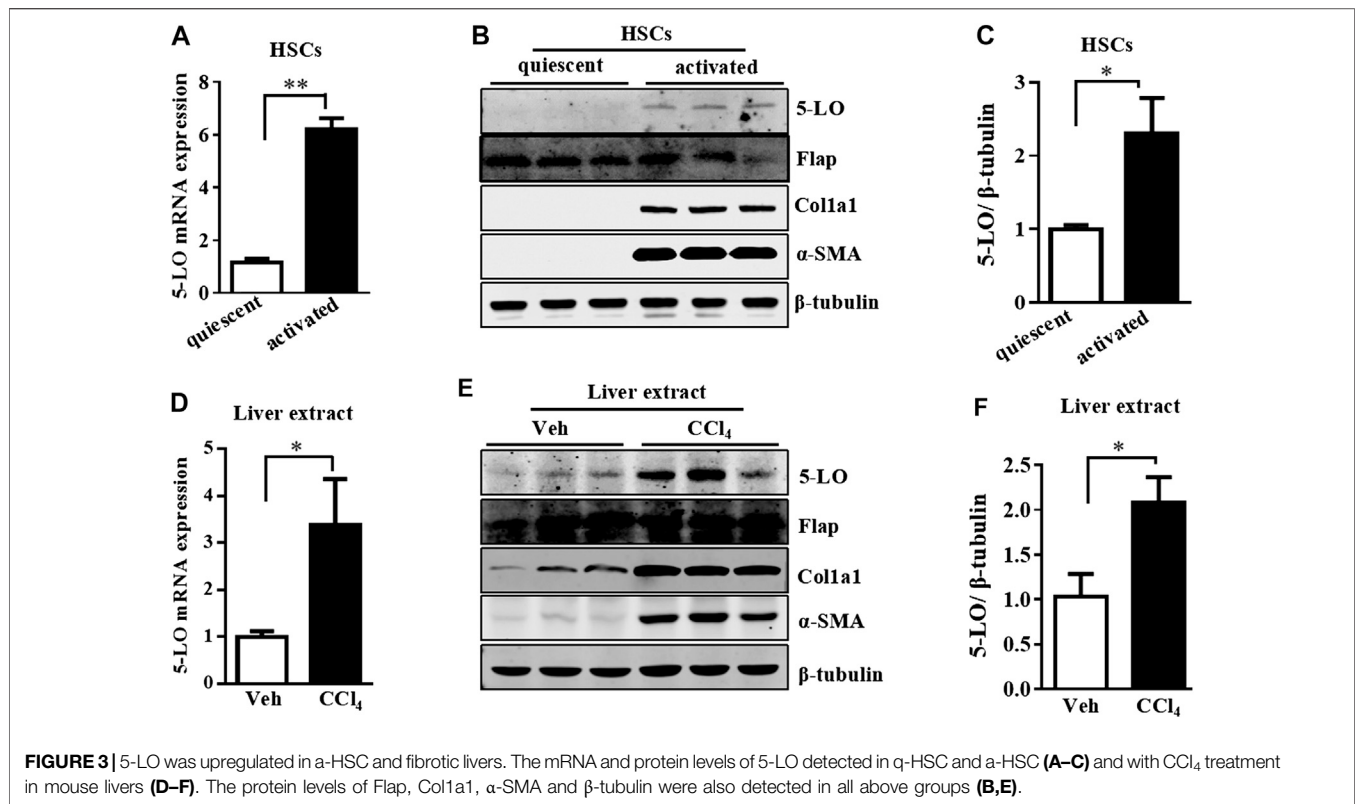 A
HSCs
**
5-LO mRNA expression
8
6
4
2
0
quiescent
activated
B
HSCs
quiescent
activated
5-LO
Flap
Col1a1
α-SMA
β-tubulin
C
HSCs
*
5-LO/ β-tubulin
3
2
1
0
quiescent
activated
D
Liver extract
*
5-LO mRNA expression
5
4
3
2
1
0
Veh
CCl₄
E
Liver extract
Veh
CCl₄
5-LO
Flap
Col1a1
α-SMA
β-tubulin
F
Liver extract
*
5-LO/ β-tubulin
2.5
2.0
1.5
1.0
0.5
0.0
Veh
CCl₄
FIGURE 3 | 5-LO was upregulated in a-HSC and fibrotic livers. The mRNA and protein levels of 5-LO detected in q-HSC and a-HSC (A–C) and with CCl₄ treatment
in mouse livers (D–F). The protein levels of Flap, Col1a1, α-SMA and β-tubulin were also detected in all above groups (B,E).